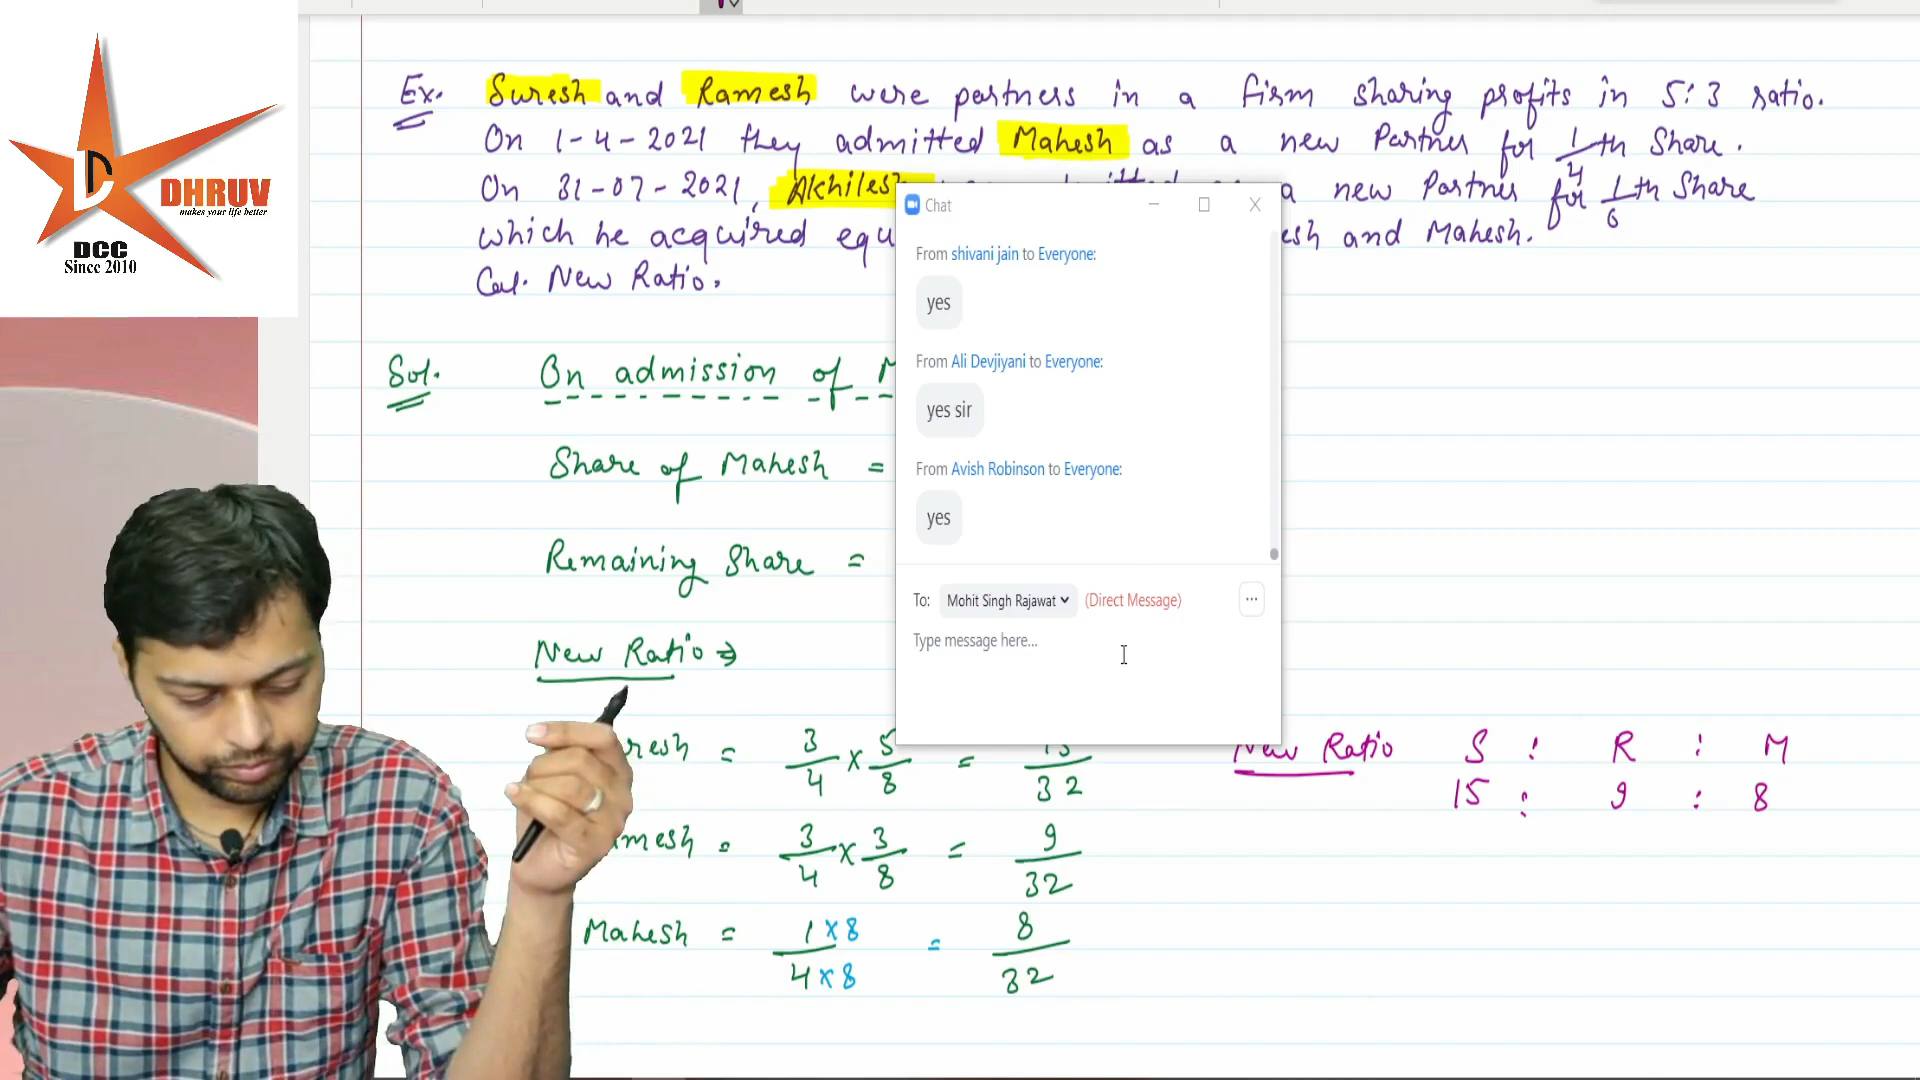 DHRUV
makes your life better
DCC
Since 2010
Ex. Suresh and Ramesh were partners in a firm sharing profits in 5:3 ratio.
On 1-4-2021 they admitted Mahesh as a new Partner for 1/4 th Share.
On 31-07-2021, Akhilesh a new Partner for 1/6 th Share
which he acquired equ esh and Mahesh.
Cal. New Ratio.
Chat
From shivani jain to Everyone:
yes
From Ali Devjiyani to Everyone:
yes sir
From Avish Robinson to Everyone:
yes
To: Mohit Singh Rajawat (Direct Message) ...
Type message here...
Sol. On admission of M
Share of Mahesh =
Remaining Share =
New Ratio ⇒
resh = 3/4 × 5/8 = 15/32
mesh = 3/4 × 3/8 = 9/32
Mahesh = 1×8/4×8 = 8/32
New Ratio S : R : M
15 : 9 : 8